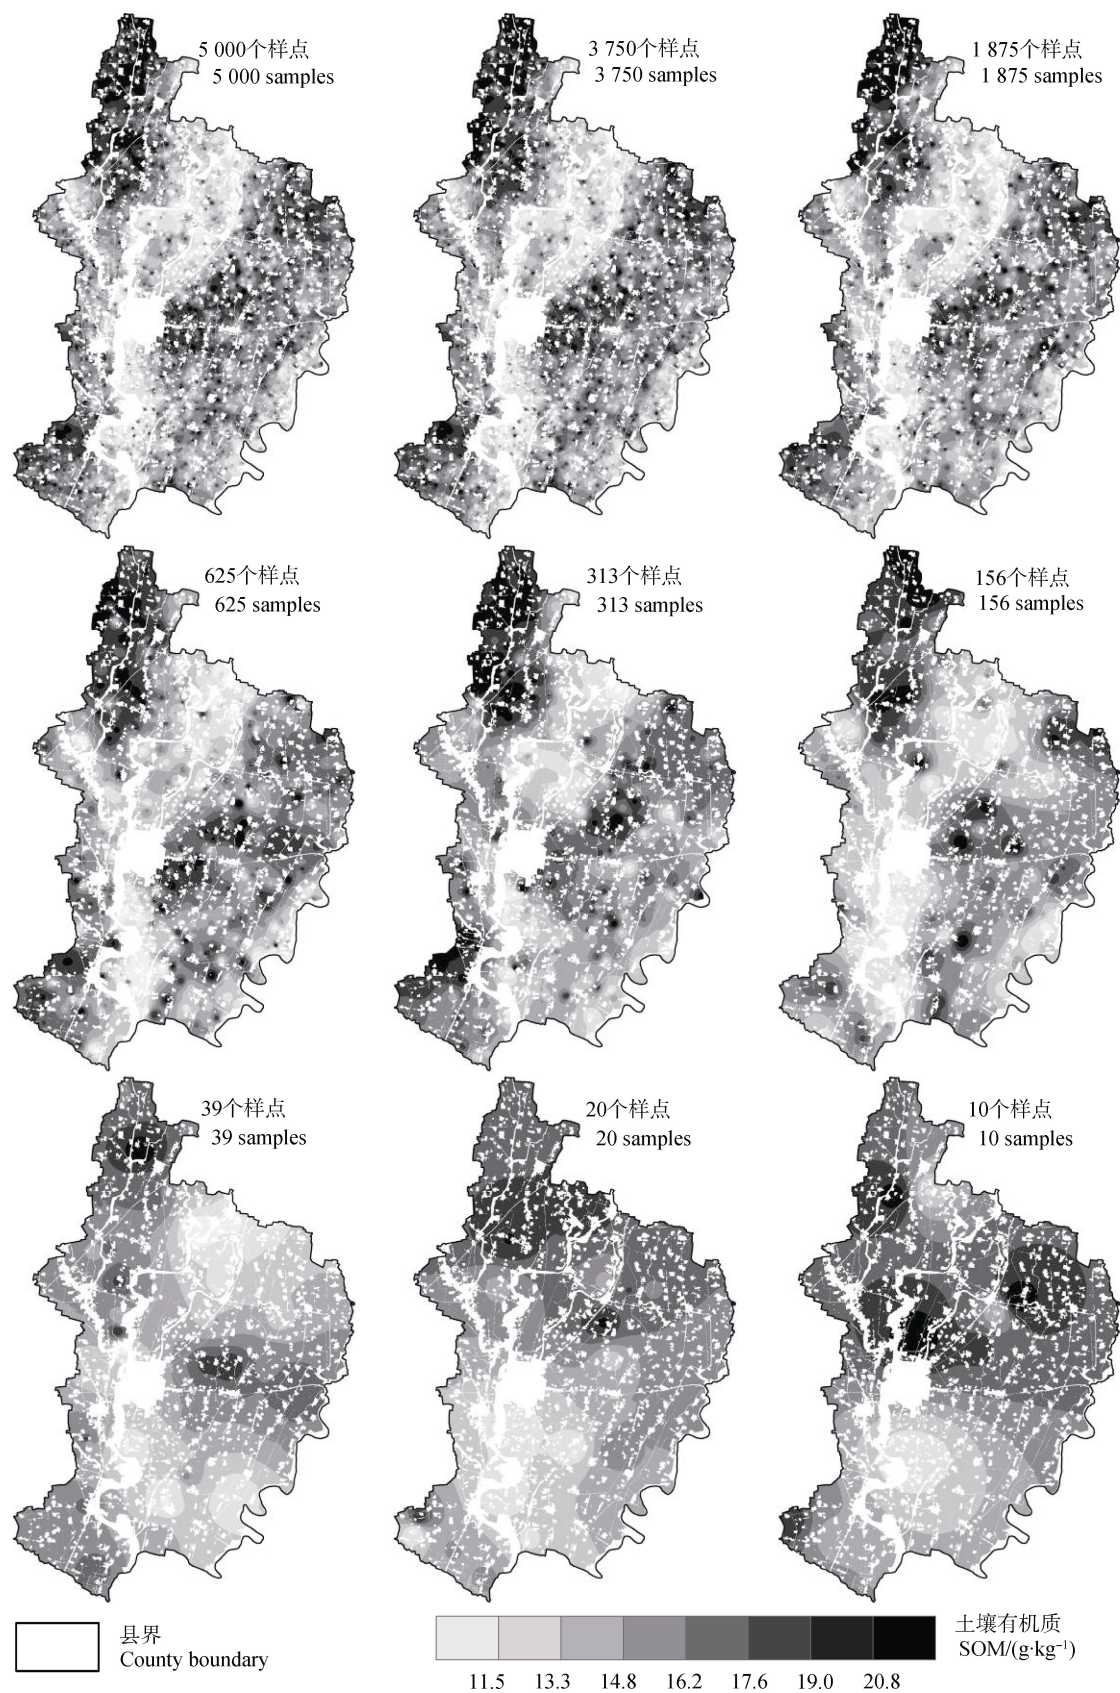 5 000个样点
5 000 samples
3 750个样点
3 750 samples
1 875个样点
1 875 samples
625个样点
625 samples
313个样点
313 samples
156个样点
156 samples
39个样点
39 samples
20个样点
20 samples
10个样点
10 samples
县界
County boundary
土壤有机质
SOM/(g·kg⁻¹)
11.5 13.3 14.8 16.2 17.6 19.0 20.8